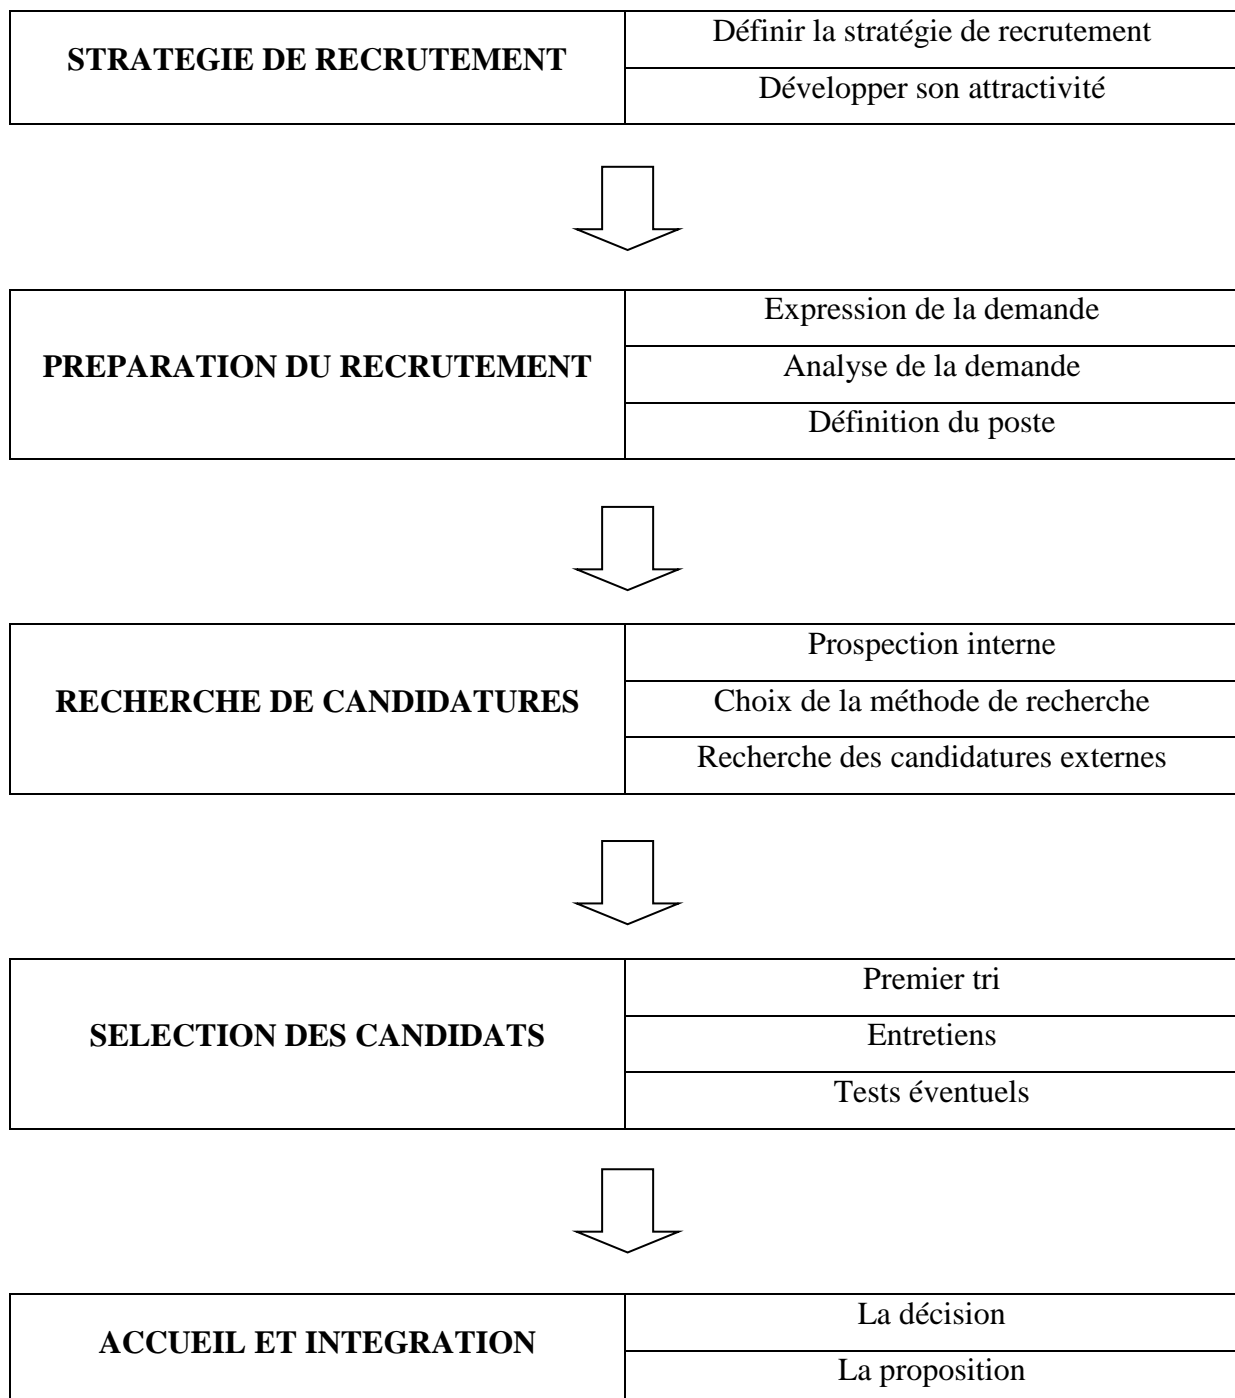 STRATEGIE DE RECRUTEMENT
Définir la stratégie de recrutement
Développer son attractivité
PREPARATION DU RECRUTEMENT
Expression de la demande
Analyse de la demande
Définition du poste
RECHERCHE DE CANDIDATURES
Prospection interne
Choix de la méthode de recherche
Recherche des candidatures externes
SELECTION DES CANDIDATS
Premier tri
Entretiens
Tests éventuels
ACCUEIL ET INTEGRATION
La décision
La proposition